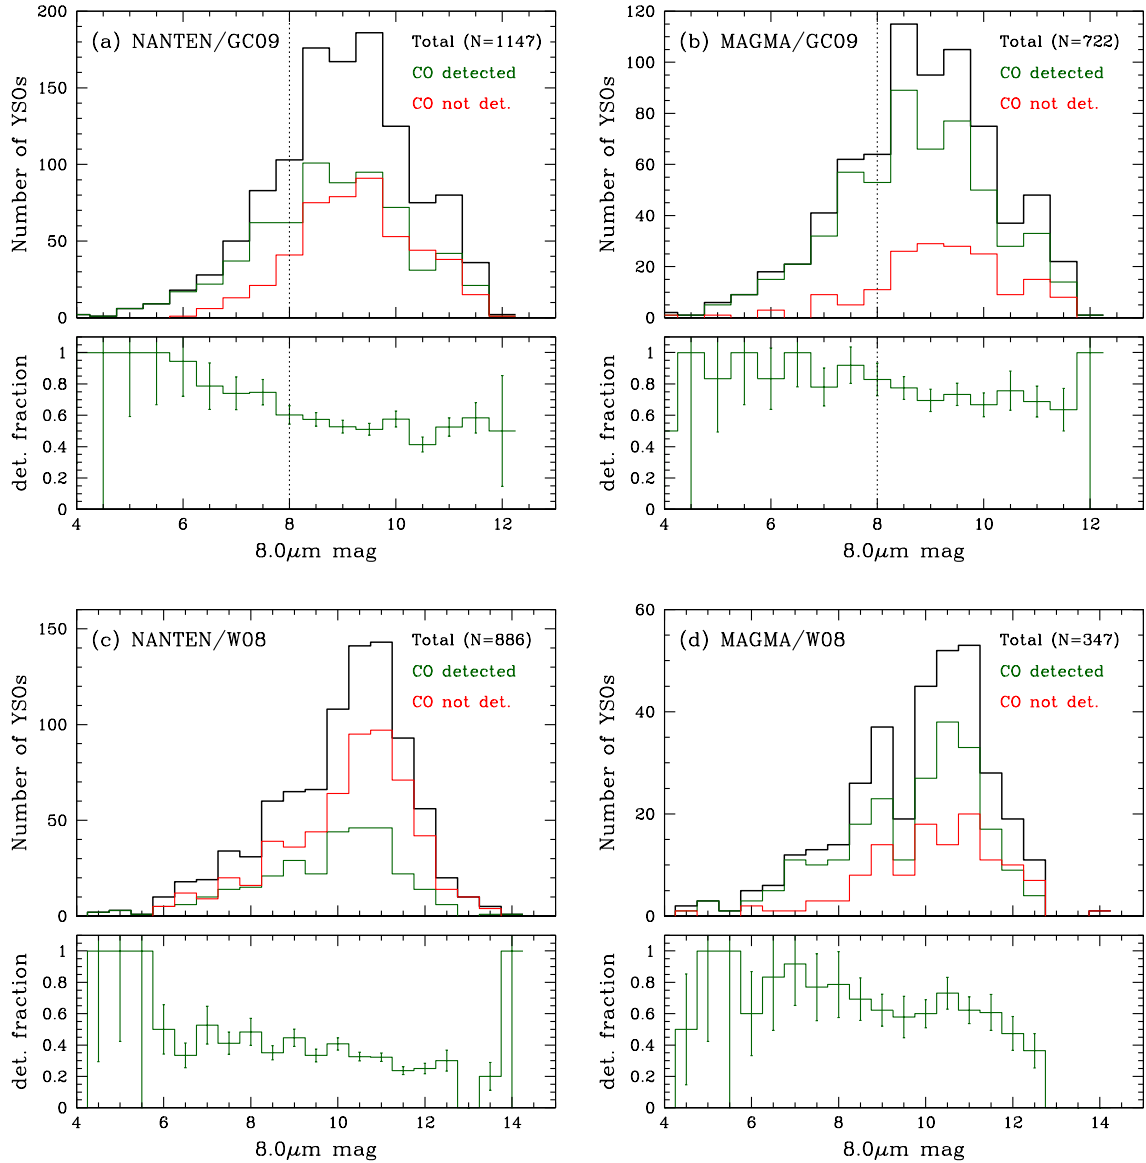 (a) NANTEN/GC09
Total (N=1147)
CO detected
CO not det.
Number of YSOs
200
150
100
50
0
det. fraction
1
0.8
0.6
0.4
0.2
0
4 6 8 10 12
8.0μm mag
(b) MAGMA/GC09
Total (N=722)
CO detected
CO not det.
Number of YSOs
120
100
80
60
40
20
0
det. fraction
1
0.8
0.6
0.4
0.2
0
4 6 8 10 12
8.0μm mag
(c) NANTEN/W08
Total (N=886)
CO detected
CO not det.
Number of YSOs
150
100
50
0
det. fraction
1
0.8
0.6
0.4
0.2
0
4 6 8 10 12 14
8.0μm mag
(d) MAGMA/W08
Total (N=347)
CO detected
CO not det.
Number of YSOs
60
40
20
0
det. fraction
1
0.8
0.6
0.4
0.2
0
4 6 8 10 12 14
8.0μm mag